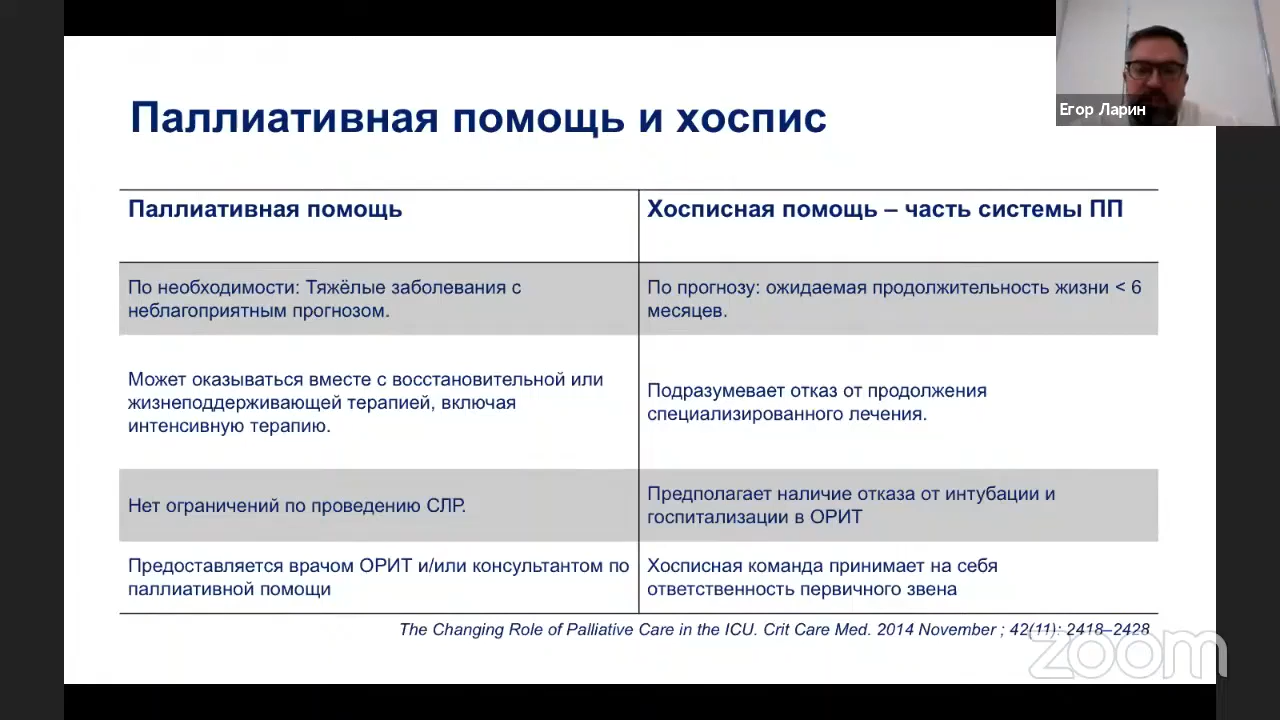 Паллиативная помощь и хоспис
Егор Ларин
Паллиативная помощь
Хосписная помощь – часть системы ПП
По необходимости: Тяжёлые заболевания с
неблагоприятным прогнозом.
По прогнозу: ожидаемая продолжительность жизни < 6
месяцев.
Может оказываться вместе с восстановительной или
жизнеподдерживающей терапией, включая
интенсивную терапию.
Подразумевает отказ от продолжения
специализированного лечения.
Нет ограничений по проведению СЛР.
Предполагает наличие отказа от интубации и
госпитализации в ОРИТ
Предоставляется врачом ОРИТ и/или консультантом по
паллиативной помощи
Хосписная команда принимает на себя
ответственность первичного звена
The Changing Role of Palliative Care in the ICU. Crit Care Med. 2014 November ; 42(11): 2418–2428
zoom